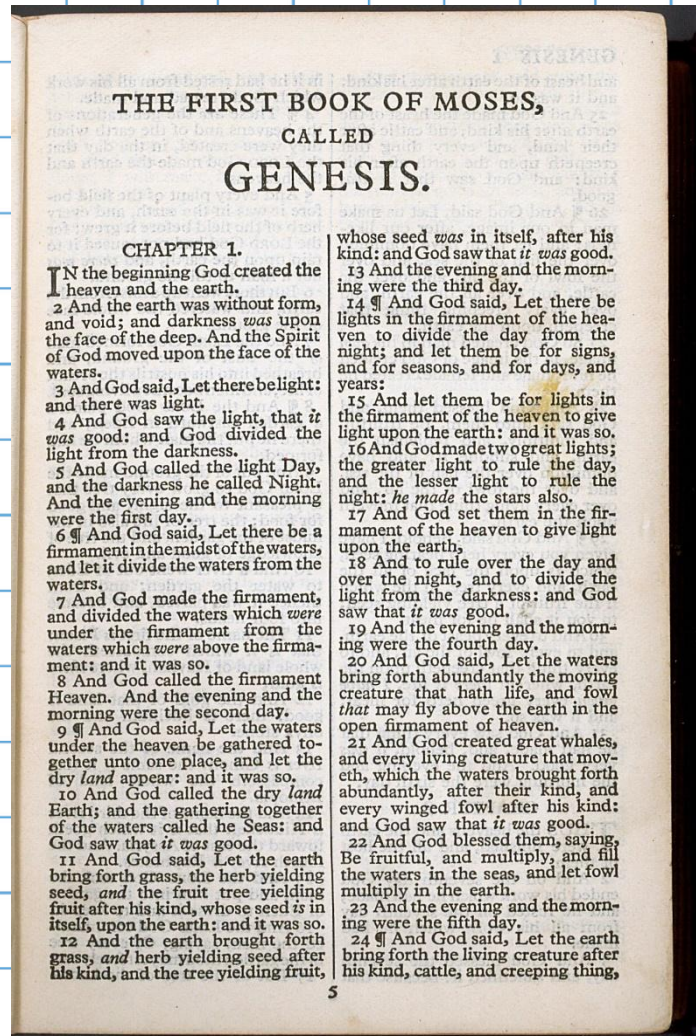 THE FIRST BOOK OF MOSES,
CALLED
GENESIS.
CHAPTER 1.
IN the beginning God created the
heaven and the earth.
2 And the earth was without form,
and void; and darkness was upon
the face of the deep. And the Spirit
of God moved upon the face of the
waters.
3 And God said, Let there be light:
and there was light.
4 And God saw the light, that it
was good: and God divided the
light from the darkness.
5 And God called the light Day,
and the darkness he called Night.
And the evening and the morning
were the first day.
6 ¶ And God said, Let there be a
firmament in the midst of the waters,
and let it divide the waters from the
waters.
7 And God made the firmament,
and divided the waters which were
under the firmament from the
waters which were above the firma-
ment: and it was so.
8 And God called the firmament
Heaven. And the evening and the
morning were the second day.
9 ¶ And God said, Let the waters
under the heaven be gathered to-
gether unto one place, and let the
dry land appear: and it was so.
10 And God called the dry land
Earth; and the gathering together
of the waters called he Seas: and
God saw that it was good.
11 And God said, Let the earth
bring forth grass, the herb yielding
seed, and the fruit tree yielding
fruit after his kind, whose seed is in
itself, upon the earth: and it was so.
12 And the earth brought forth
grass, and herb yielding seed after
his kind, and the tree yielding fruit,
whose seed was in itself, after his
kind: and God saw that it was good.
13 And the evening and the morn-
ing were the third day.
14 ¶ And God said, Let there be
lights in the firmament of the hea-
ven to divide the day from the
night; and let them be for signs,
and for seasons, and for days, and
years:
15 And let them be for lights in
the firmament of the heaven to give
light upon the earth: and it was so.
16 And God made two great lights;
the greater light to rule the day,
and the lesser light to rule the
night: he made the stars also.
17 And God set them in the fir-
mament of the heaven to give light
upon the earth,
18 And to rule over the day and
over the night, and to divide the
light from the darkness: and God
saw that it was good.
19 And the evening and the morn-
ing were the fourth day.
20 And God said, Let the waters
bring forth abundantly the moving
creature that hath life, and fowl
that may fly above the earth in the
open firmament of heaven.
21 And God created great whales,
and every living creature that mov-
eth, which the waters brought forth
abundantly, after their kind, and
every winged fowl after his kind:
and God saw that it was good.
22 And God blessed them, saying,
Be fruitful, and multiply, and fill
the waters in the seas, and let fowl
multiply in the earth.
23 And the evening and the morn-
ing were the fifth day.
24 ¶ And God said, Let the earth
bring forth the living creature after
his kind, cattle, and creeping thing,
5